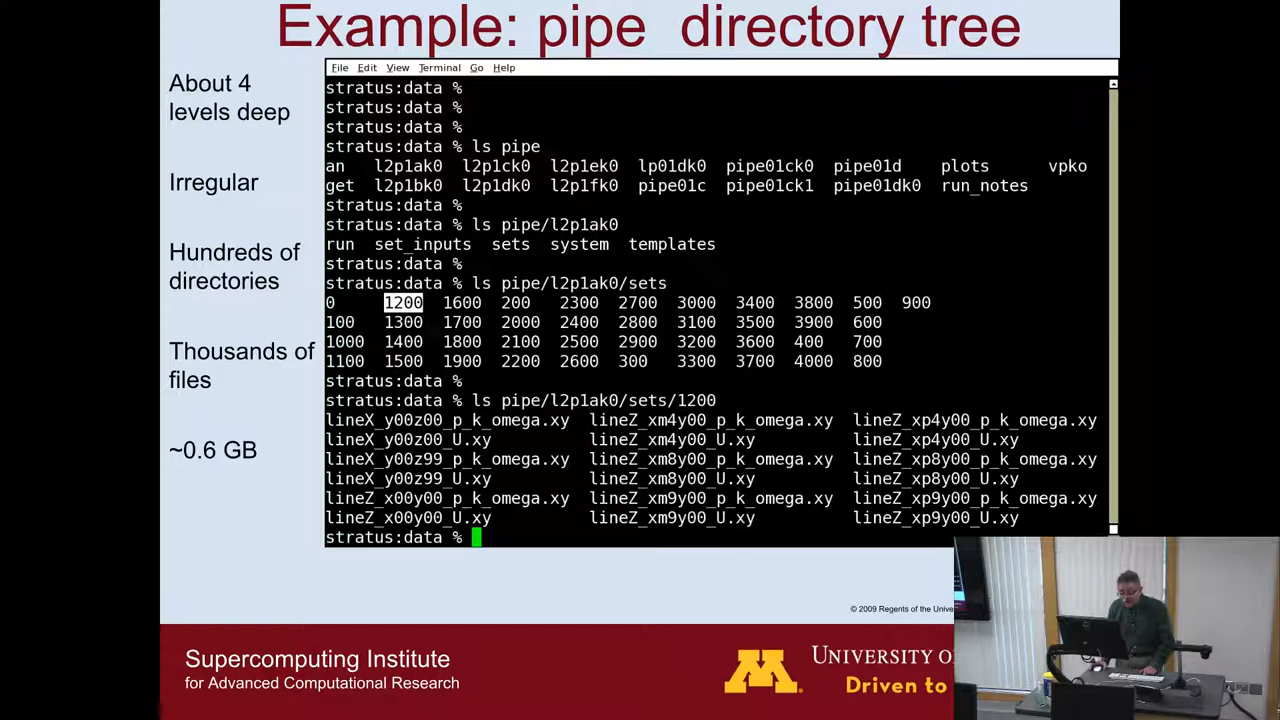 Example: pipe directory tree
About 4
levels deep
Irregular
Hundreds of
directories
Thousands of
files
~0.6 GB
File Edit View Terminal Go Help
stratus:data %
stratus:data %
stratus:data %
stratus:data % ls pipe
an l2p1ak0 l2p1ck0 l2p1ek0 lp01dk0 pipe01ck0 pipe01d plots vpko
get l2p1bk0 l2p1dk0 l2p1fk0 pipe01c pipe01ck1 pipe01dk0 run_notes
stratus:data %
stratus:data % ls pipe/l2p1ak0
run set_inputs sets system templates
stratus:data %
stratus:data % ls pipe/l2p1ak0/sets
0 1200 1600 200 2300 2700 3000 3400 3800 500 900
100 1300 1700 2000 2400 2800 3100 3500 3900 600
1000 1400 1800 2100 2500 2900 3200 3600 400 700
1100 1500 1900 2200 2600 300 3300 3700 4000 800
stratus:data %
stratus:data % ls pipe/l2p1ak0/sets/1200
lineX_y00z00_p_k_omega.xy lineZ_xm4y00_p_k_omega.xy lineZ_xp4y00_p_k_omega.xy
lineX_y00z00_U.xy lineZ_xm4y00_U.xy lineZ_xp4y00_U.xy
lineX_y00z99_p_k_omega.xy lineZ_xm8y00_p_k_omega.xy lineZ_xp8y00_p_k_omega.xy
lineX_y00z99_U.xy lineZ_xm8y00_U.xy lineZ_xp8y00_U.xy
lineZ_x00y00_p_k_omega.xy lineZ_xm9y00_p_k_omega.xy lineZ_xp9y00_p_k_omega.xy
lineZ_x00y00_U.xy lineZ_xm9y00_U.xy lineZ_xp9y00_U.xy
stratus:data %
© 2009 Regents of the Unive
Supercomputing Institute
for Advanced Computational Research
M
UNIVERSITY OF
Driven to